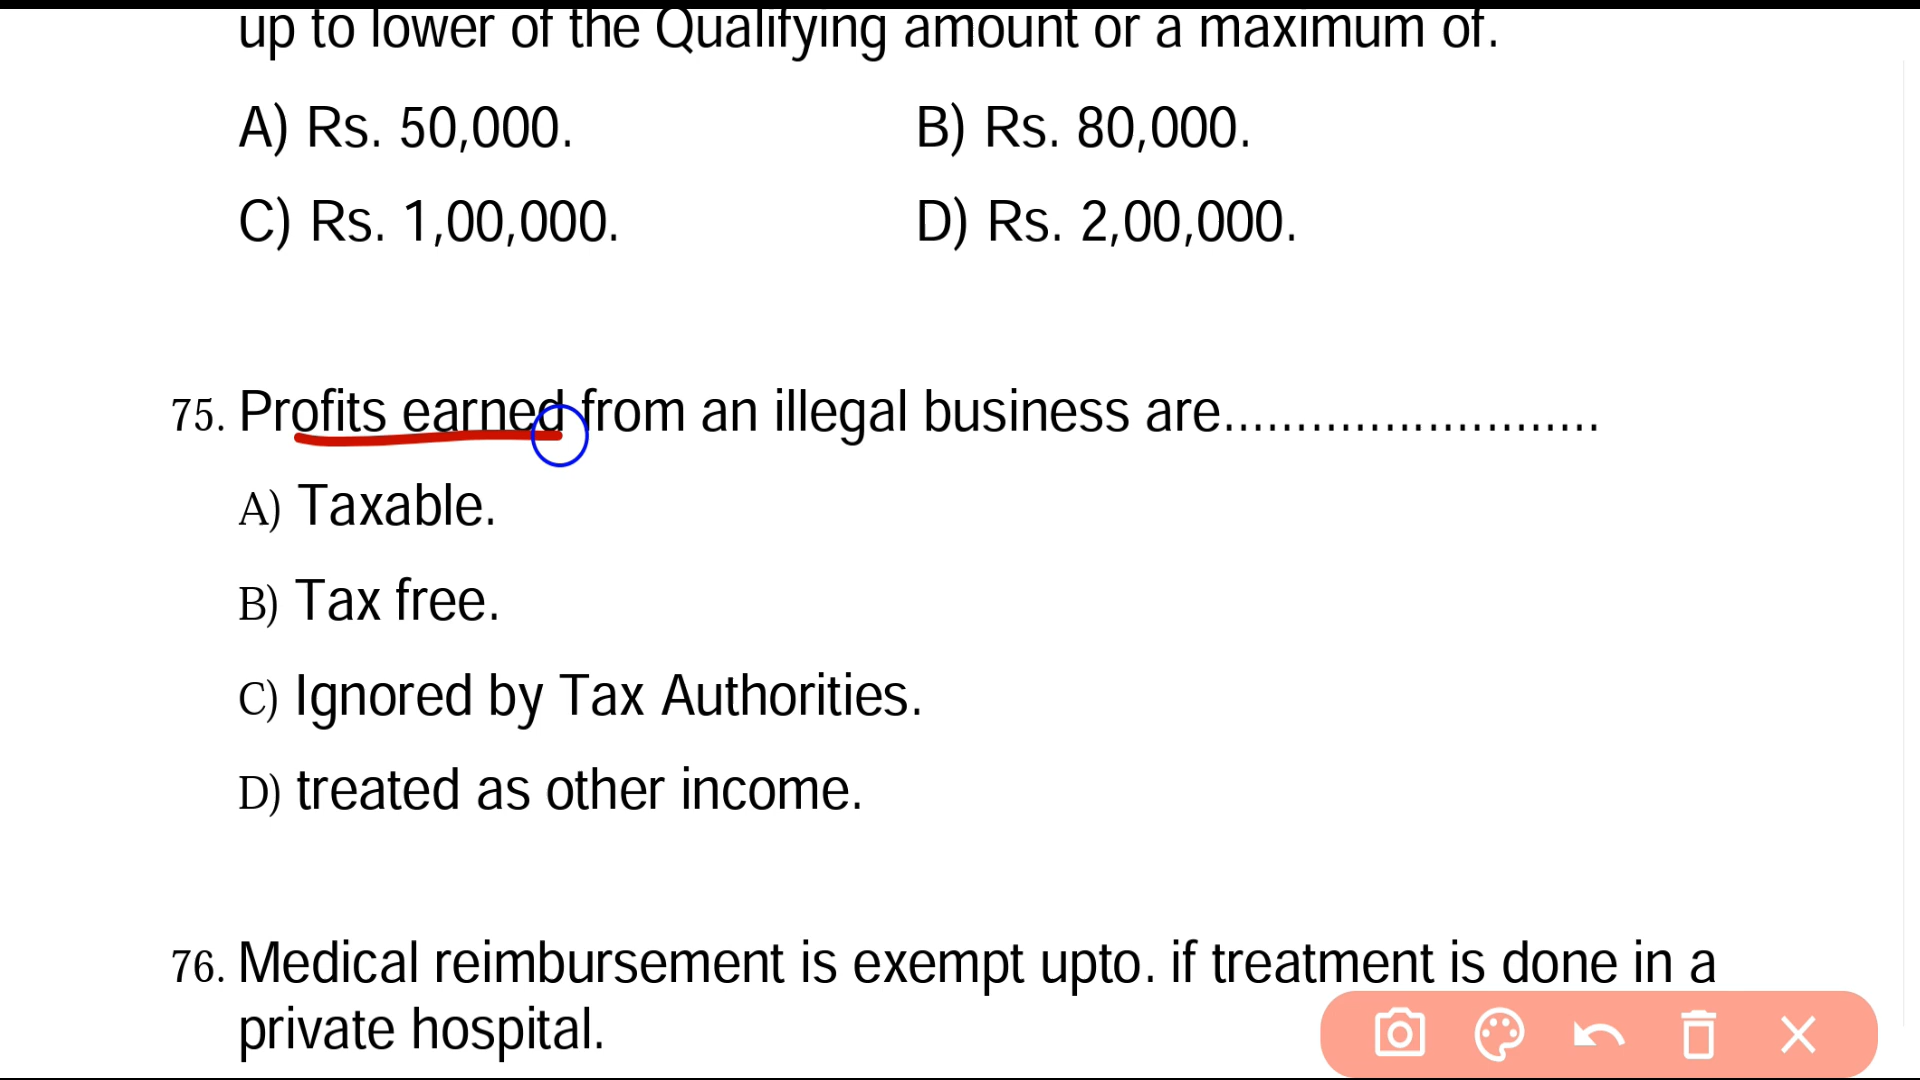 up to lower of the Qualifying amount or a maximum of.
A) Rs. 50,000. B) Rs. 80,000.
C) Rs. 1,00,000. D) Rs. 2,00,000.
75. Profits earned from an illegal business are..........................
A) Taxable.
B) Tax free.
C) Ignored by Tax Authorities.
D) treated as other income.
76. Medical reimbursement is exempt upto. if treatment is done in a
private hospital.